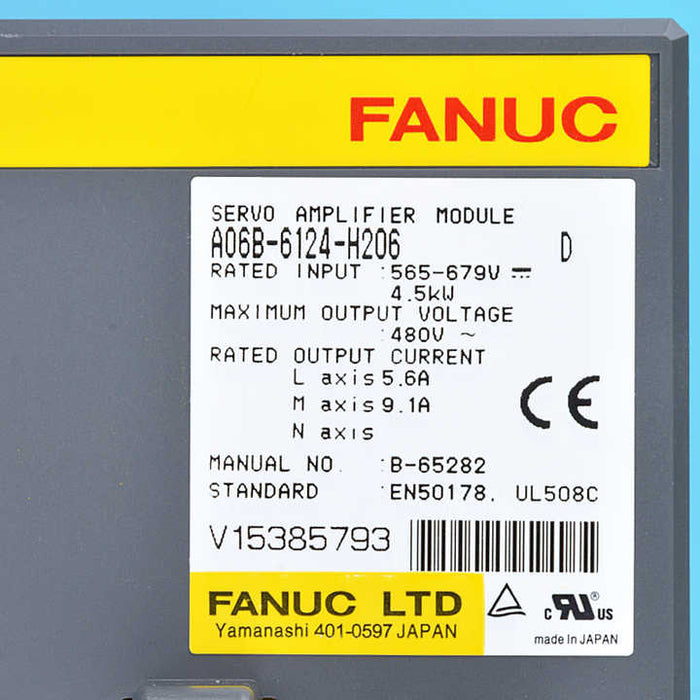 FANUC
SERVO AMPLIFIER MODULE
A06B-6124-H206 D
RATED INPUT :565-679V ⎓
4.5kW
MAXIMUM OUTPUT VOLTAGE
:480V ~
RATED OUTPUT CURRENT
L axis 5.6A
M axis 9.1A
N axis
MANUAL NO. :B-65282
STANDARD :EN50178, UL508C
CE
V15385793
FANUC LTD
Yamanashi 401-0597 JAPAN
c RU ® US
made in JAPAN